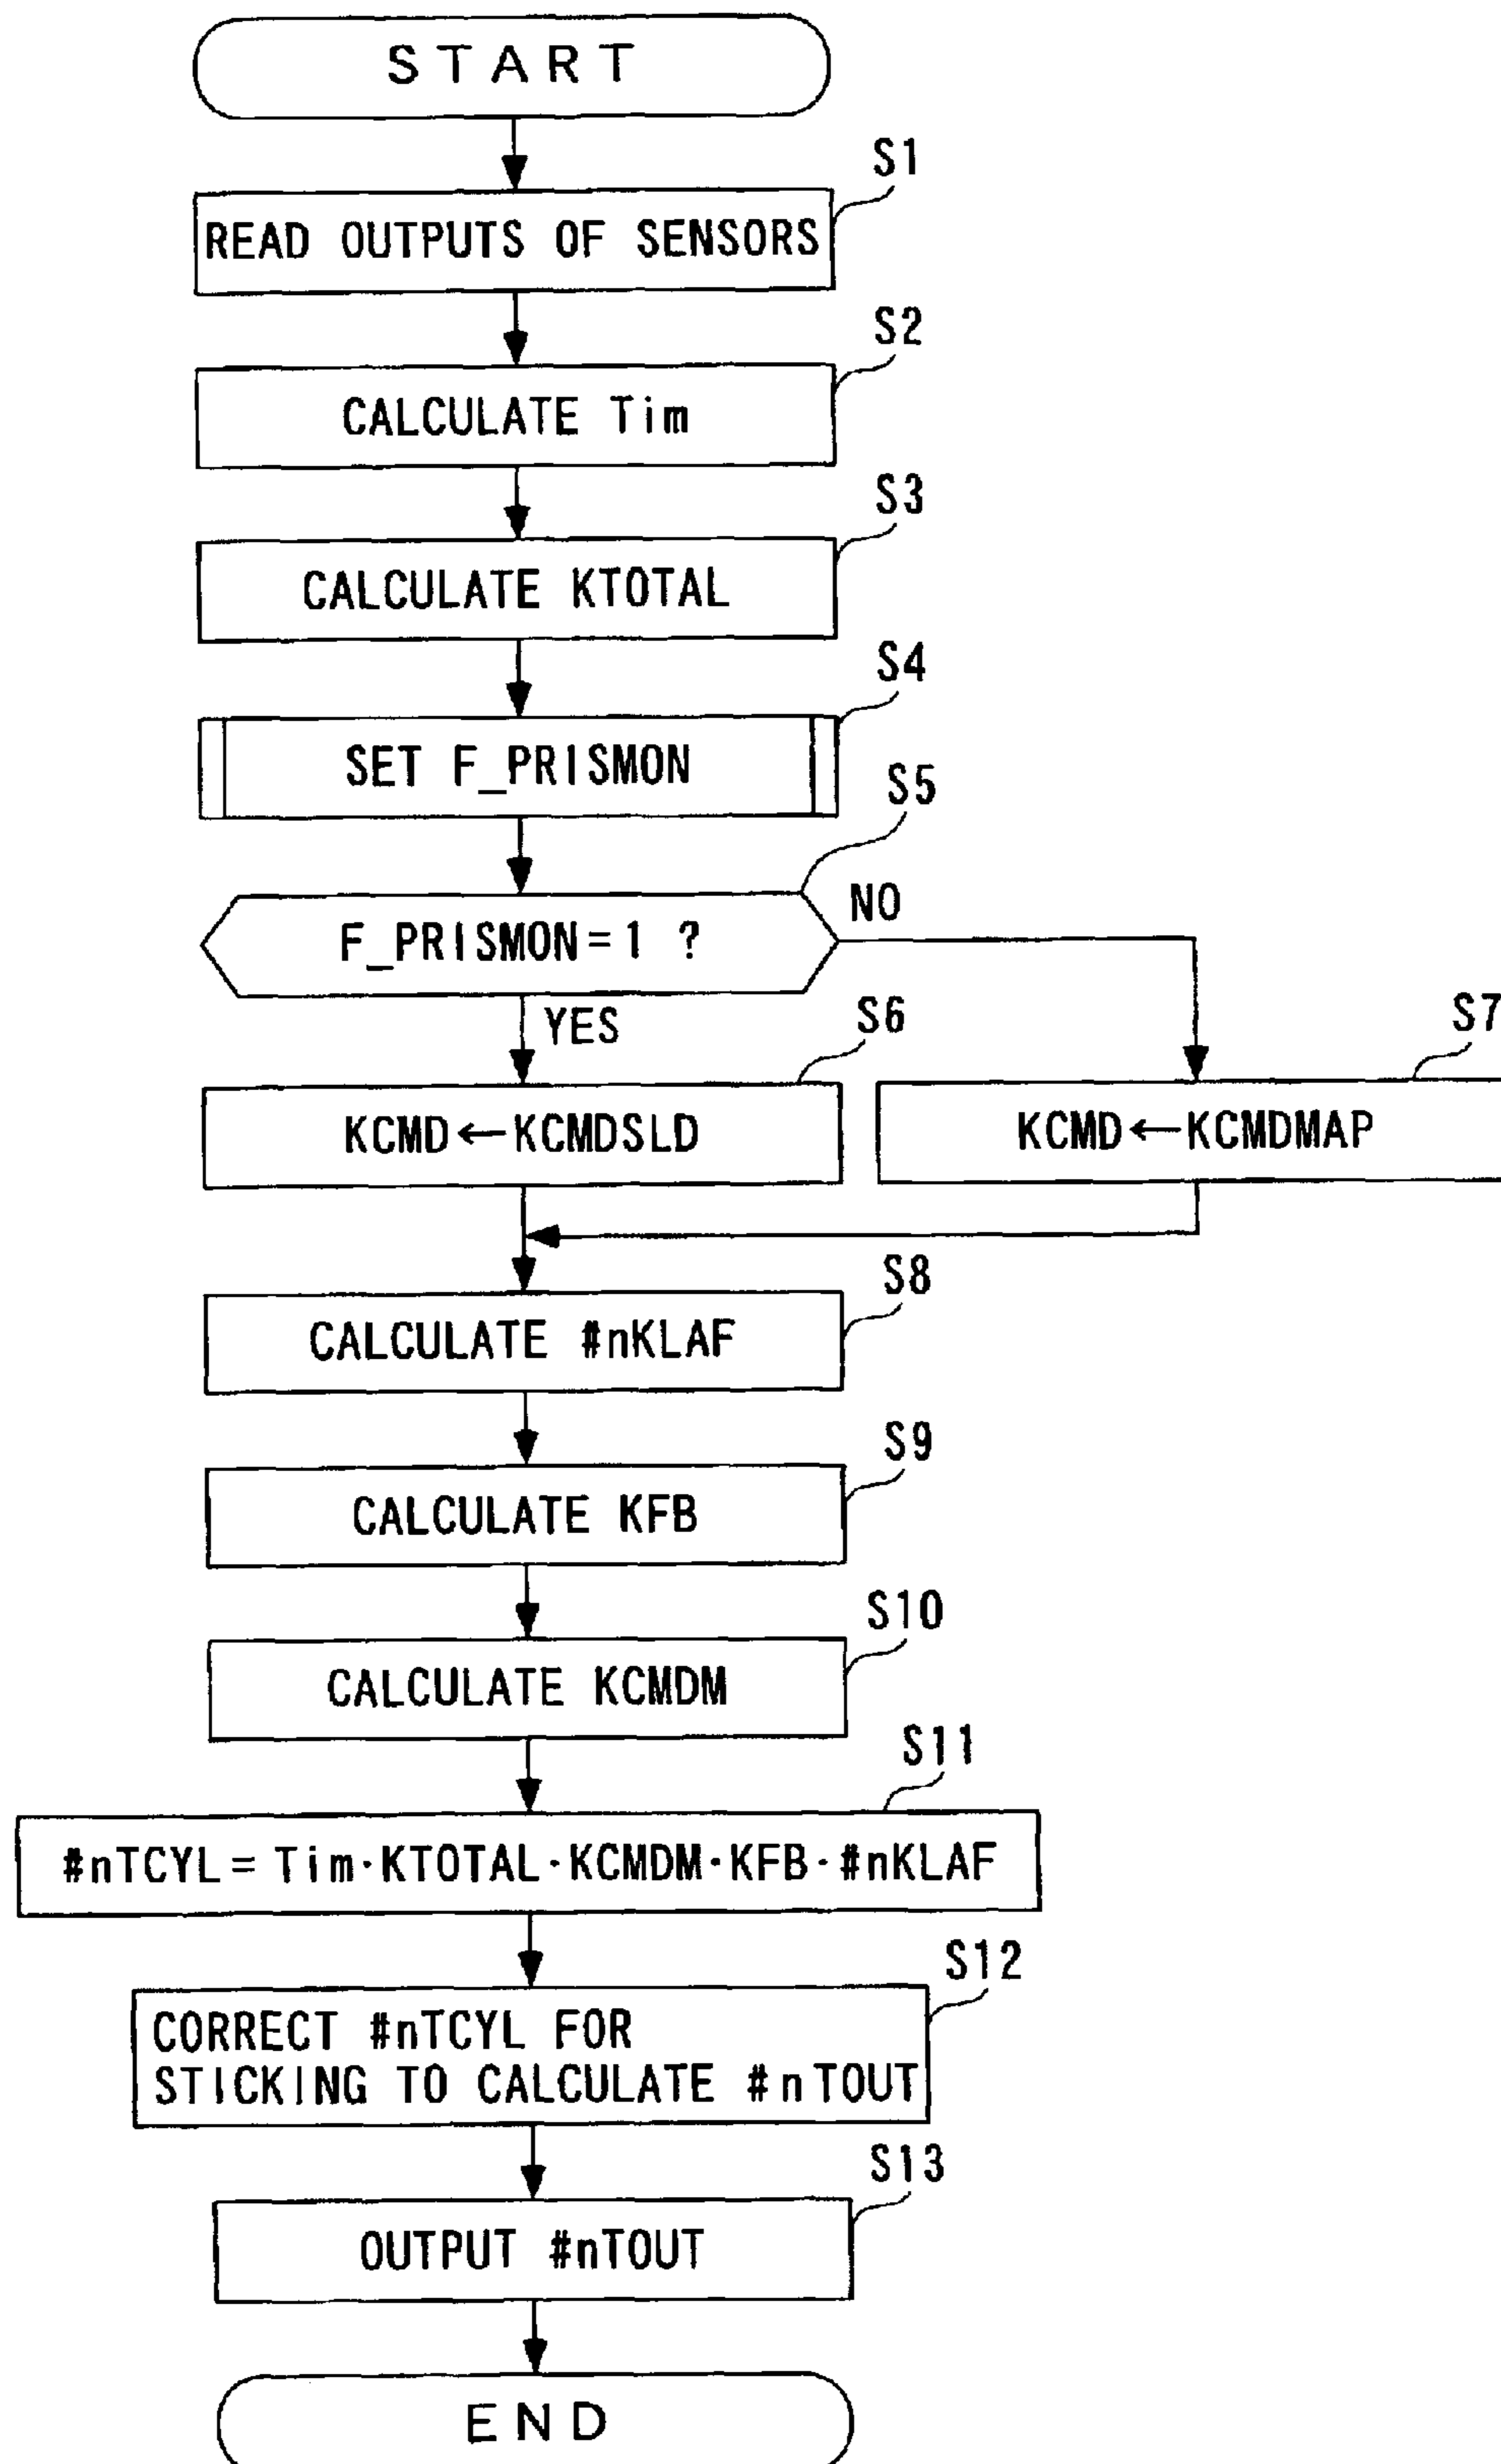 START
S1
READ OUTPUTS OF SENSORS
S2
CALCULATE Tim
S3
CALCULATE KTOTAL
S4
SET F_PRISMON
S5
F_PRISMON=1 ?
NO
YES
S6
KCMD←KCMDSLD
S7
KCMD←KCMDMAP
S8
CALCULATE #nKLAF
S9
CALCULATE KFB
S10
CALCULATE KCMDM
S11
#nTCYL=Tim·KTOTAL·KCMDM·KFB·#nKLAF
S12
CORRECT #nTCYL FOR
STICKING TO CALCULATE #nTOUT
S13
OUTPUT #nTOUT
END